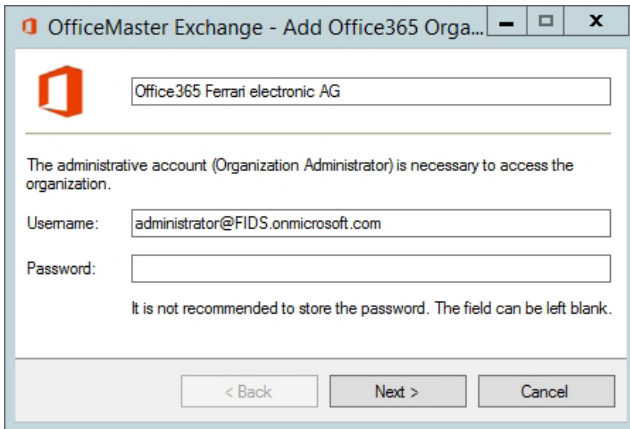 OfficeMaster Exchange - Add Office365 Orga...
Office365 Ferrari electronic AG
The administrative account (Organization Administrator) is necessary to access the
organization.
Username: administrator@FIDS.onmicrosoft.com
Password:
It is not recommended to store the password. The field can be left blank.
< Back Next > Cancel